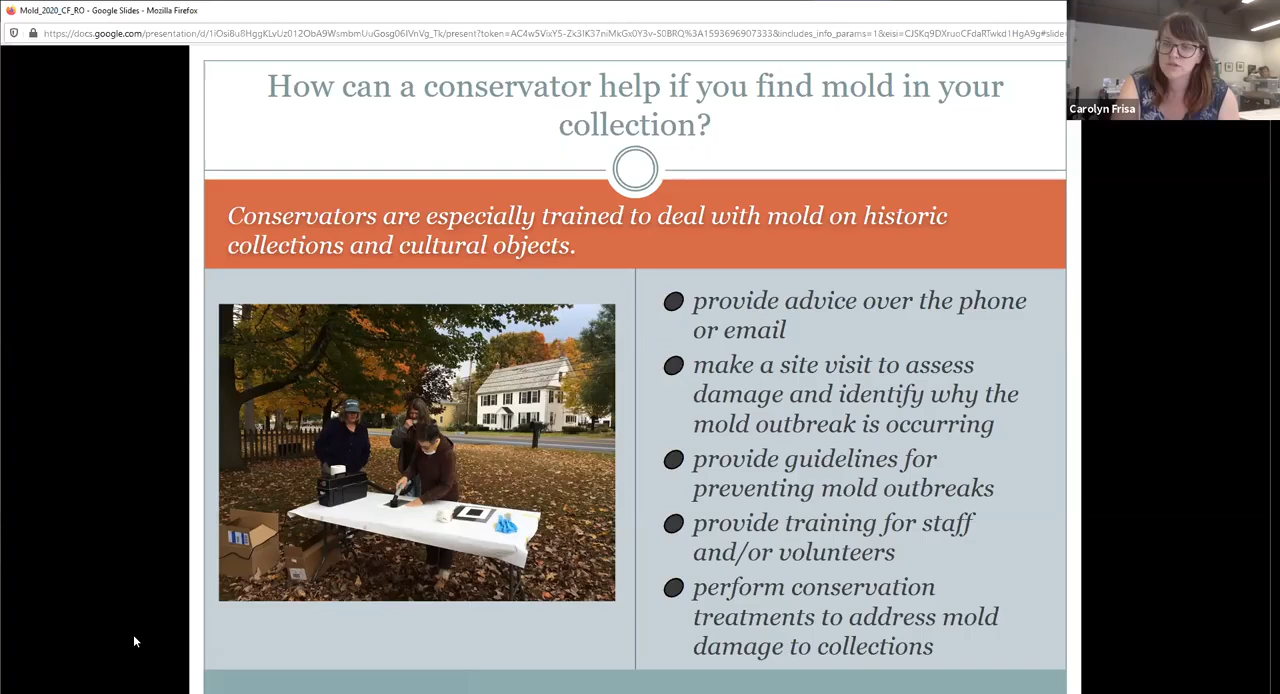 Mold_2020_CF_RO - Google Slides - Mozilla Firefox
How can a conservator help if you find mold in your
collection?
Carolyn Frisa
Conservators are especially trained to deal with mold on historic
collections and cultural objects.
provide advice over the phone
or email
make a site visit to assess
damage and identify why the
mold outbreak is occurring
provide guidelines for
preventing mold outbreaks
provide training for staff
and/or volunteers
perform conservation
treatments to address mold
damage to collections